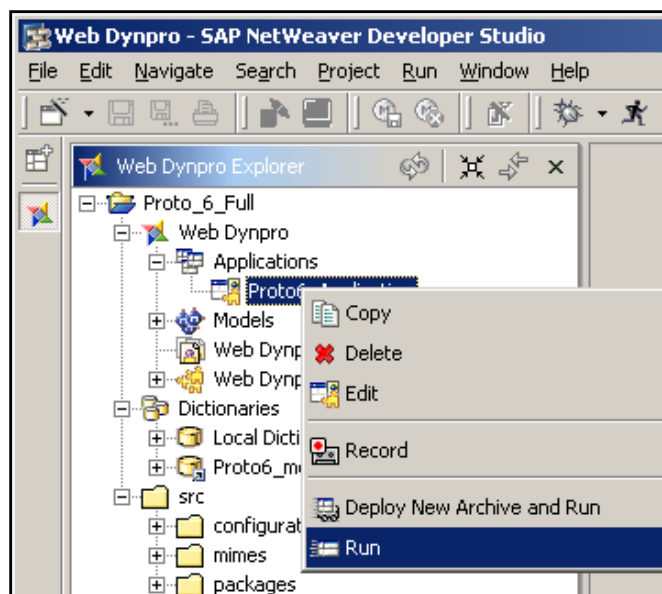 Web Dynpro - SAP NetWeaver Developer Studio
File Edit Navigate Search Project Run Window Help
Web Dynpro Explorer
Proto_6_Full
Web Dynpro
Applications
Copy
Models
Web Dynp
Delete
Web Dynp
Edit
Dictionaries
Local Dicti
Record
Proto6_m
src
Deploy New Archive and Run
configurat
Run
mimes
packages